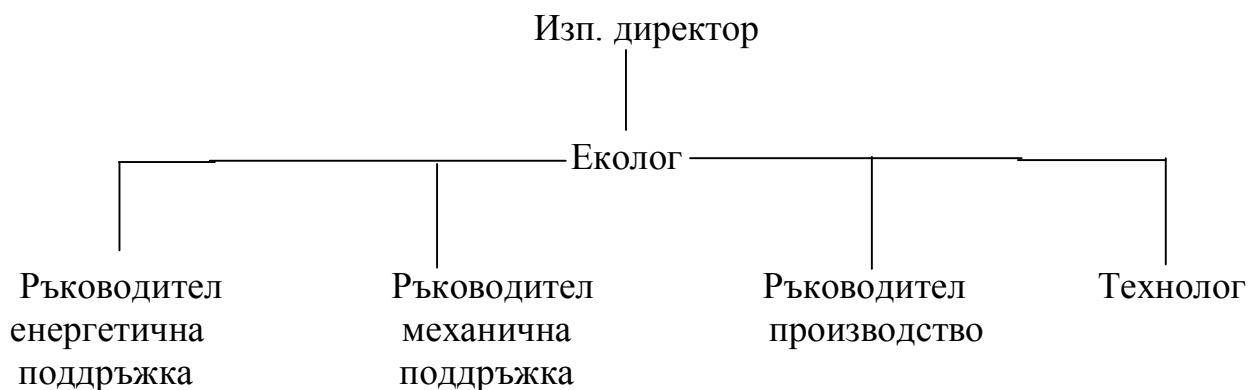 Изп. директор
Еколог
Ръководител
енергетична
поддръжка
Ръководител
механична
поддръжка
Ръководител
производство
Технолог